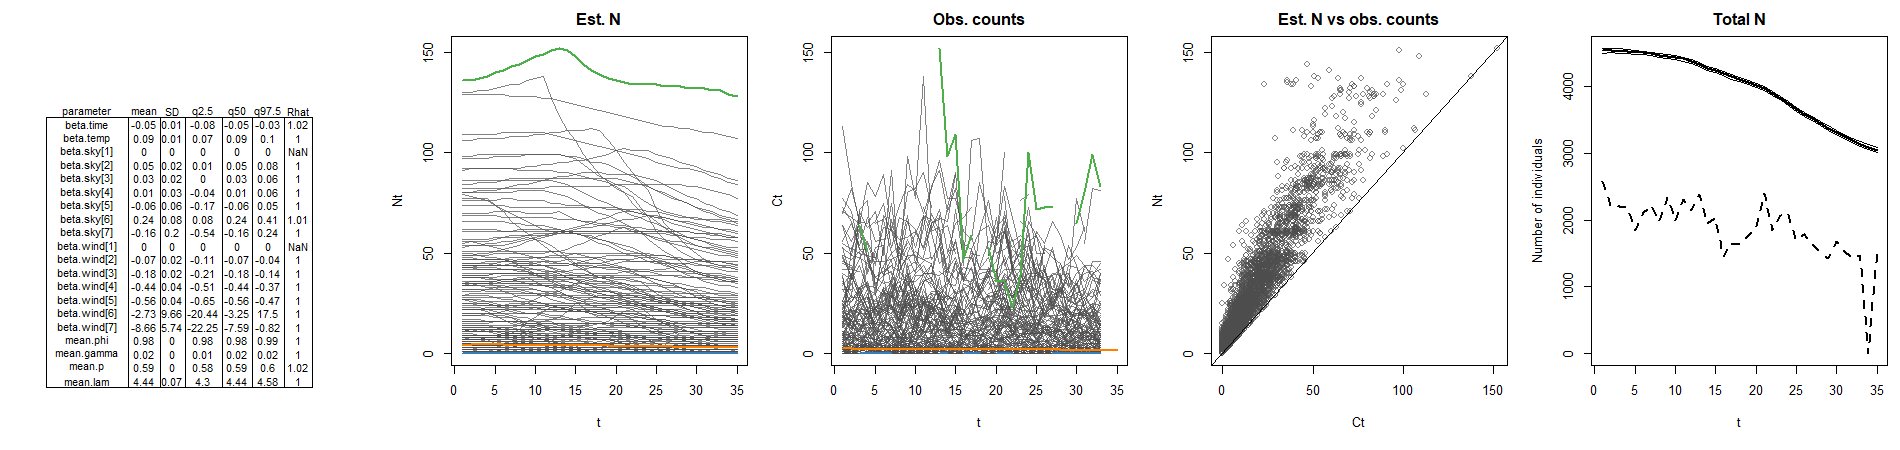 parameter mean SD q2.5 q50 q97.5 Rhat
beta.time -0.05 0.01 -0.08 -0.05 -0.03 1.02
beta.temp 0.09 0.01 0.07 0.09 0.1 1
beta.sky[1] 0 0 0 0 0 NaN
beta.sky[2] 0.05 0.02 0.01 0.05 0.08 1
beta.sky[3] 0.03 0.02 0 0.03 0.06 1
beta.sky[4] 0.01 0.03 -0.04 0.01 0.06 1
beta.sky[5] -0.06 0.06 -0.17 -0.06 0.05 1
beta.sky[6] 0.24 0.08 0.08 0.24 0.41 1.01
beta.sky[7] -0.16 0.2 -0.54 -0.16 0.24 1
beta.wind[1] 0 0 0 0 0 NaN
beta.wind[2] -0.07 0.02 -0.11 -0.07 -0.04 1
beta.wind[3] -0.18 0.02 -0.21 -0.18 -0.14 1
beta.wind[4] -0.44 0.04 -0.51 -0.44 -0.37 1
beta.wind[5] -0.56 0.04 -0.65 -0.56 -0.47 1
beta.wind[6] -2.73 9.66 -20.44 -3.25 17.5 1
beta.wind[7] -8.66 5.74 -22.25 -7.59 -0.82 1
mean.phi 0.98 0 0.98 0.98 0.99 1
mean.gamma 0.02 0 0.01 0.02 0.02 1
mean.p 0.59 0 0.58 0.59 0.6 1.02
mean.lam 4.44 0.07 4.3 4.44 4.58 1
Est. N
Nt
150
100
50
0
0 5 10 15 20 25 30 35
t
Obs. counts
Ct
150
100
50
0
0 5 10 15 20 25 30 35
t
Est. N vs obs. counts
Nt
150
100
50
0
0 50 100 150
Ct
Total N
Number of individuals
4000
3000
2000
1000
0
0 5 10 15 20 25 30 35
t